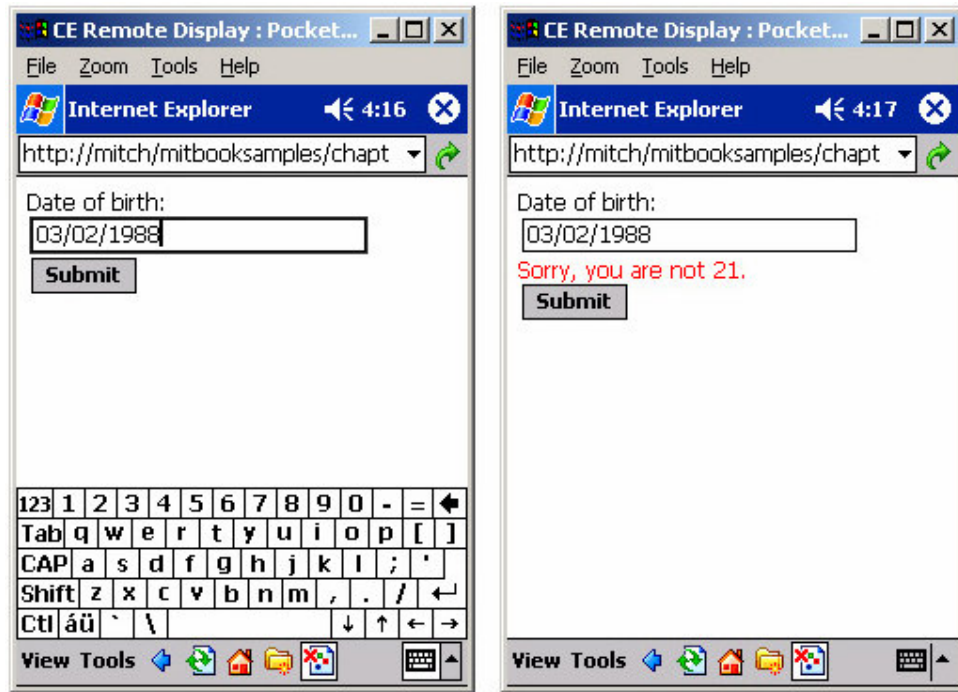 CE Remote Display : Pocket...
File Zoom Tools Help
Internet Explorer 4:16
http://mitch/mitbooksamples/chapt
Date of birth:
03/02/1988
Submit
123 1 2 3 4 5 6 7 8 9 0 - =
Tab q w e r t y u i o p [ ]
CAP a s d f g h j k l ; '
Shift z x c v b n m , . /
Ctl áü ` \
View Tools
CE Remote Display : Pocket...
File Zoom Tools Help
Internet Explorer 4:17
http://mitch/mitbooksamples/chapt
Date of birth:
03/02/1988
Sorry, you are not 21.
Submit
View Tools